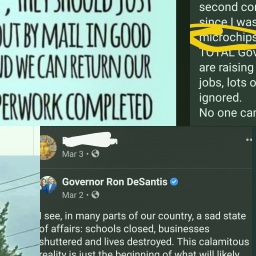 , THEY SHOULD JUST
OUT BY MAIL IN GOOD
ND WE CAN RETURN OUR
PERWORK COMPLETED
second co
since I was
microchips
TOTAL Gov
are raising
jobs, lots o
ignored.
No one can
Mar 3 •
Governor Ron DeSantis
Mar 2 •
I see, in many parts of our country, a sad state
of affairs: schools closed, businesses
shuttered and lives destroyed. This calamitous
reality is just the beginning of what will likely